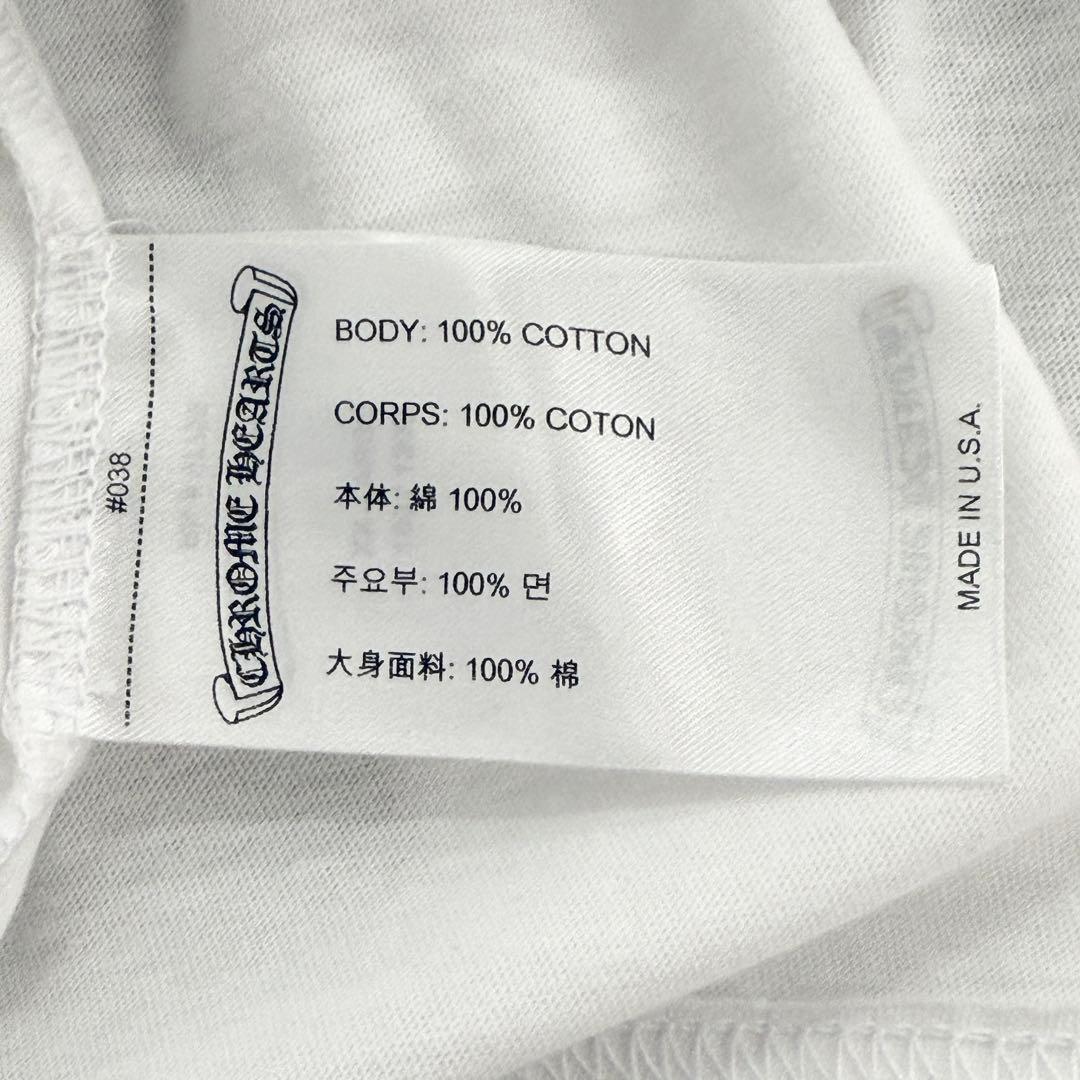 #038
CHROME HEARTS
BODY: 100% COTTON
CORPS: 100% COTON
本体: 綿 100%
주요부: 100% 면
大身面料: 100% 棉
MADE IN U.S.A.